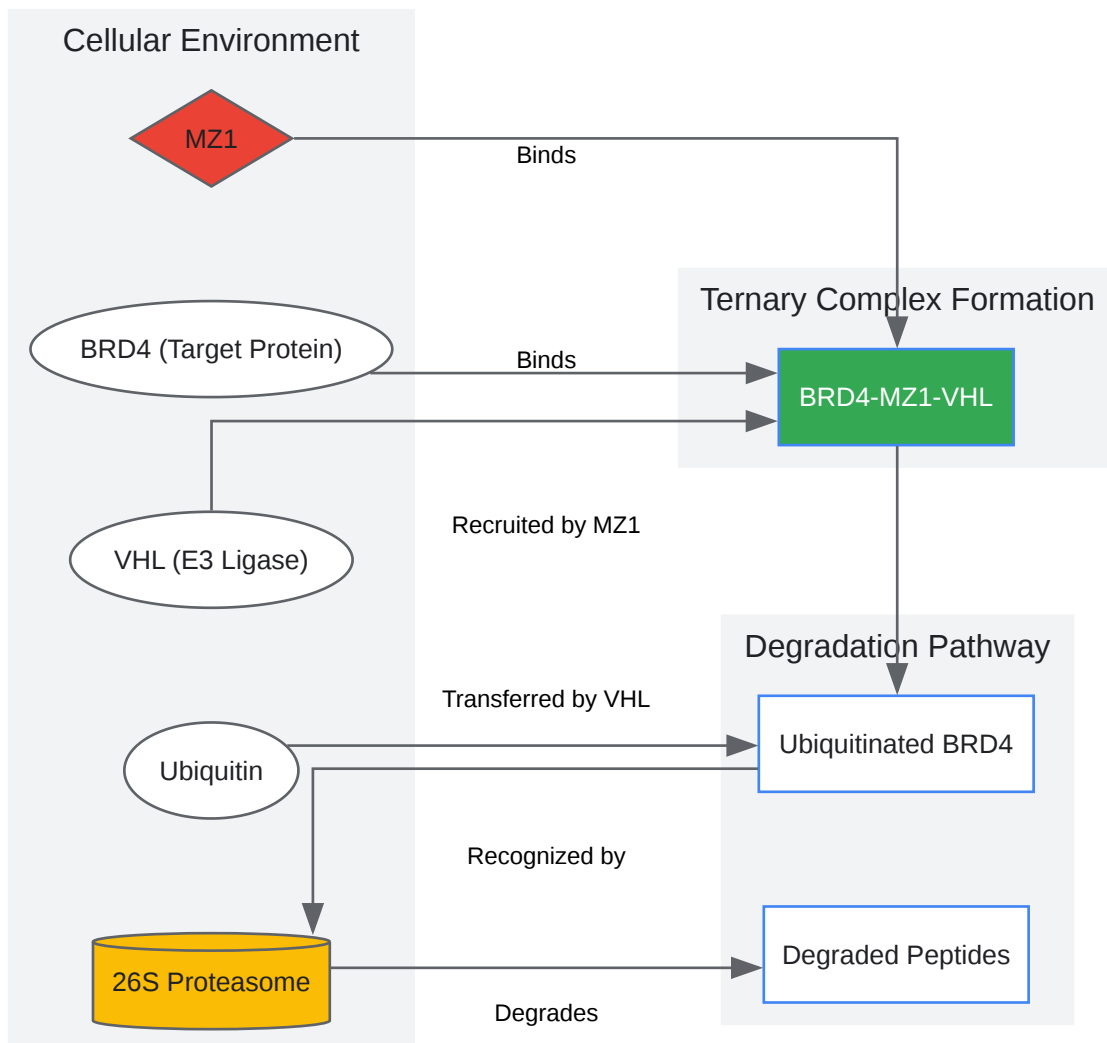 Cellular Environment
MZ1
Binds
Ternary Complex Formation
BRD4 (Target Protein)
Binds
BRD4-MZ1-VHL
Recruited by MZ1
VHL (E3 Ligase)
Degradation Pathway
Transferred by VHL
Ubiquitinated BRD4
Ubiquitin
Recognized by
Degraded Peptides
26S Proteasome
Degrades